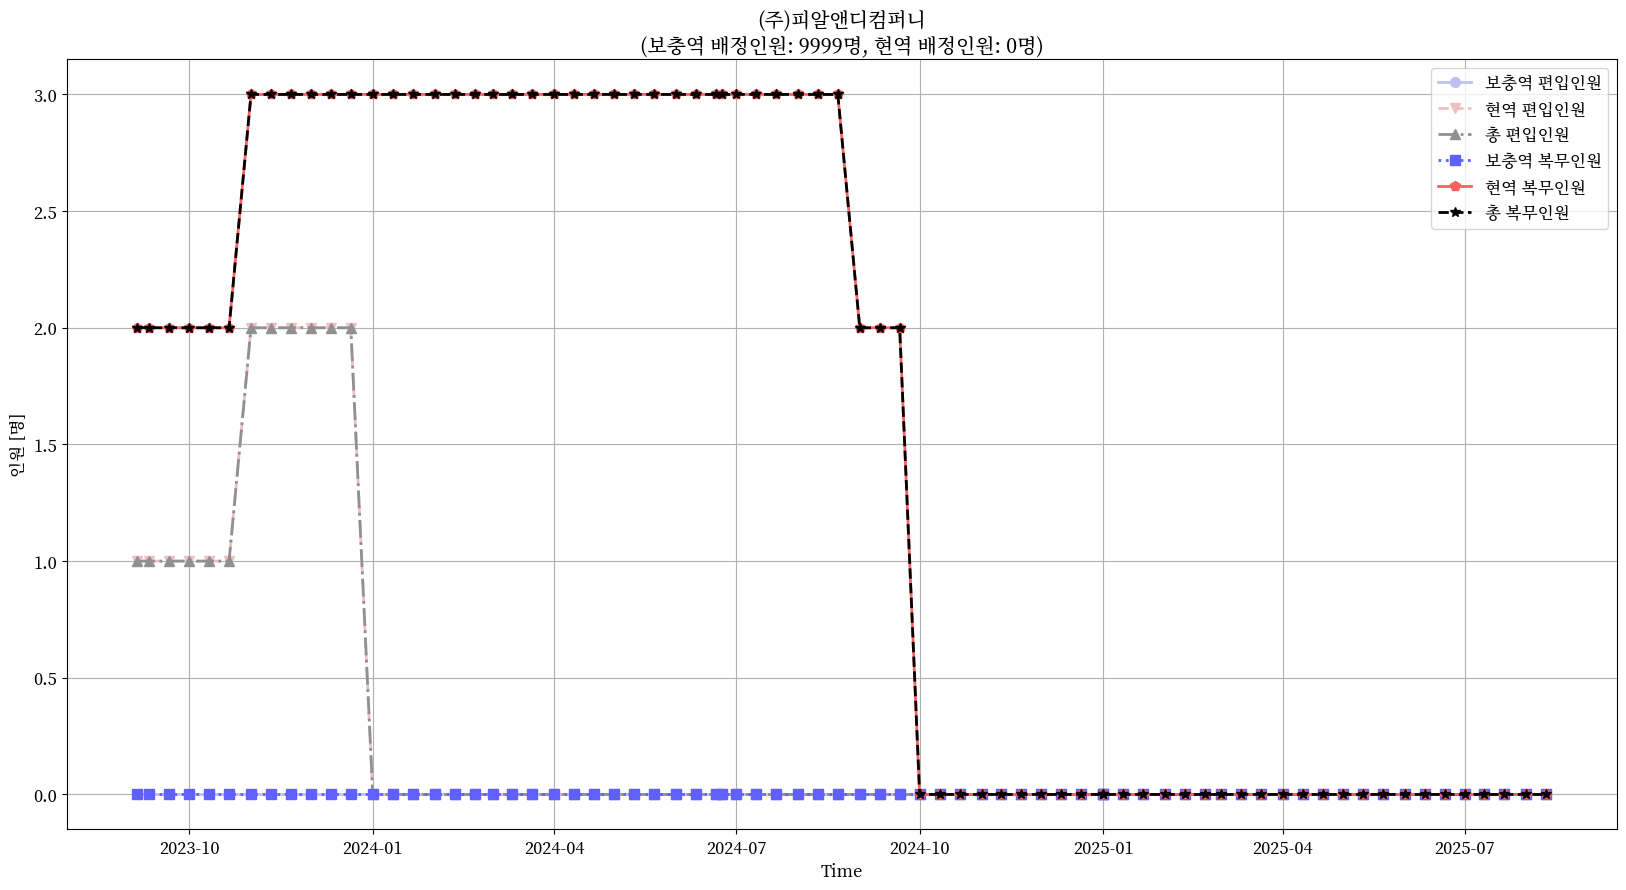 (주)피알앤디컴퍼니
(보충역 배정인원: 9999명, 현역 배정인원: 0명)
보충역 편입인원
현역 편입인원
총 편입인원
보충역 복무인원
현역 복무인원
총 복무인원
3.0
2.5
2.0
1.5
1.0
0.5
0.0
인원 [명]
2023-10 2024-01 2024-04 2024-07 2024-10 2025-01 2025-04 2025-07
Time